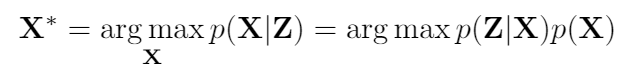 X* = arg max p(X|Z) = arg max p(Z|X)p(X)
X